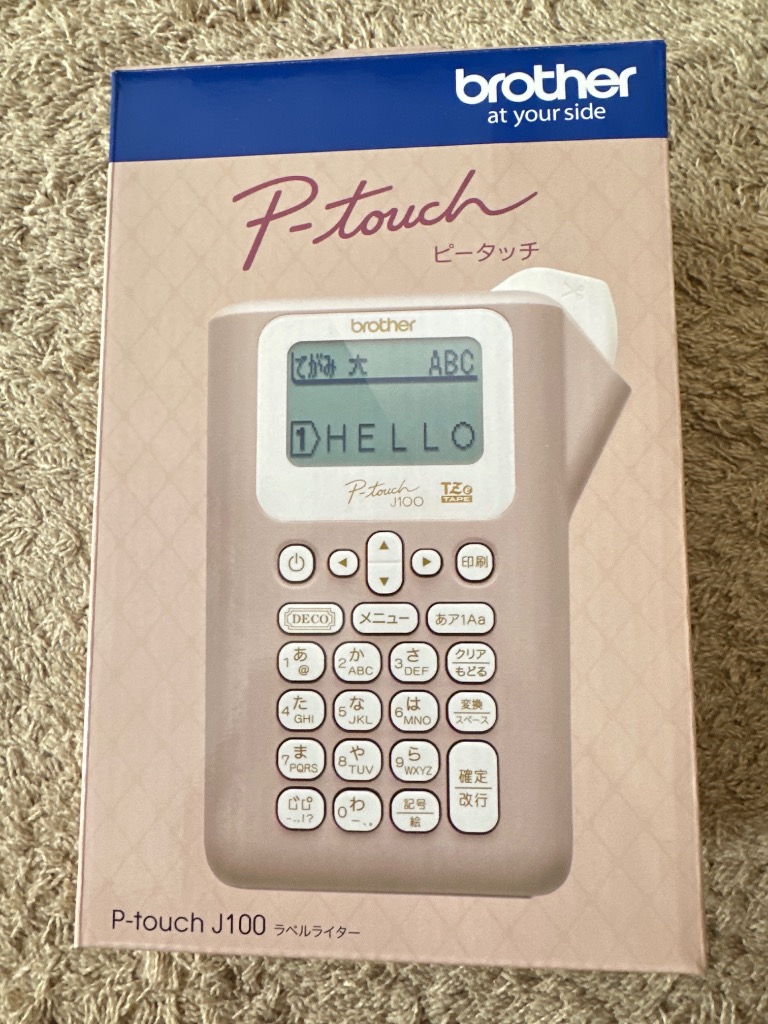 brother
at your side
P-touch
ピータッチ
brother
てがみ 大 ABC
1 HELLO
P-touch
J100
TZe
TAPE
印刷
DECO メニュー あア1Aa
1 あ @ 2 か ABC 3 さ DEF クリア もどる
4 た GHI 5 な JKL 6 は MNO 変換 スペース
7 ま PQRS 8 や TUV 9 ら WXYZ 確定 改行
0 わ ー、。 記号 絵
P-touch J100 ラベルライター